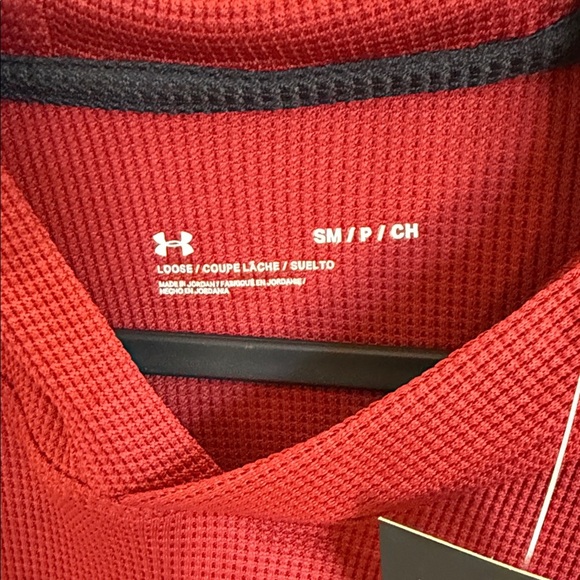 SM / P / CH
LOOSE / COUPE LÂCHE / SUELTO
MADE IN JORDAN / FABRIQUÉ EN JORDANIE /
HECHO EN JORDANIA